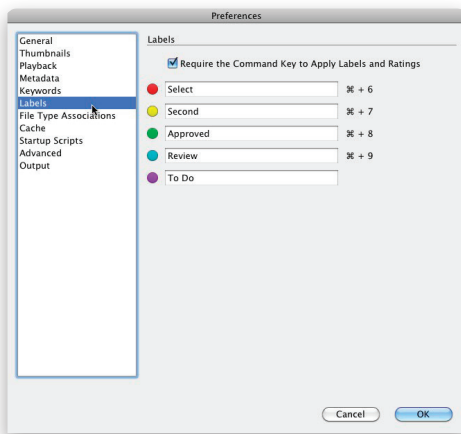 Preferences
General
Thumbnails
Playback
Metadata
Keywords
Labels
File Type Associations
Cache
Startup Scripts
Advanced
Output
Labels
Require the Command Key to Apply Labels and Ratings
Select ⌘ + 6
Second ⌘ + 7
Approved ⌘ + 8
Review ⌘ + 9
To Do
Cancel OK